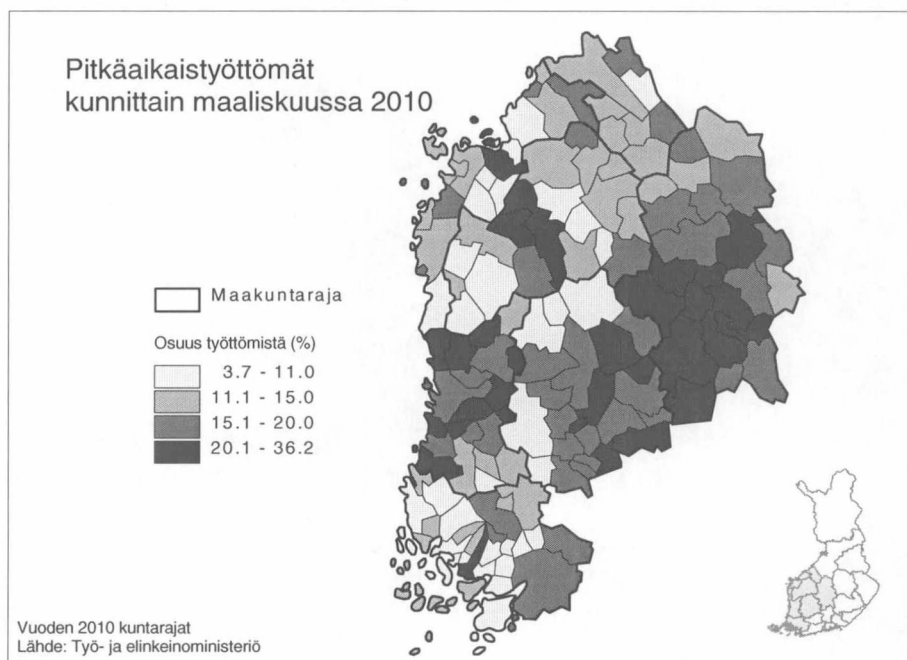 Pitkäaikaistyöttömät
kunnittain maaliskuussa 2010
Maakuntaraja
Osuus työttömistä (%)
3.7 - 11.0
11.1 - 15.0
15.1 - 20.0
20.1 - 36.2
Vuoden 2010 kuntarajat
Lähde: Työ- ja elinkeinoministeriö